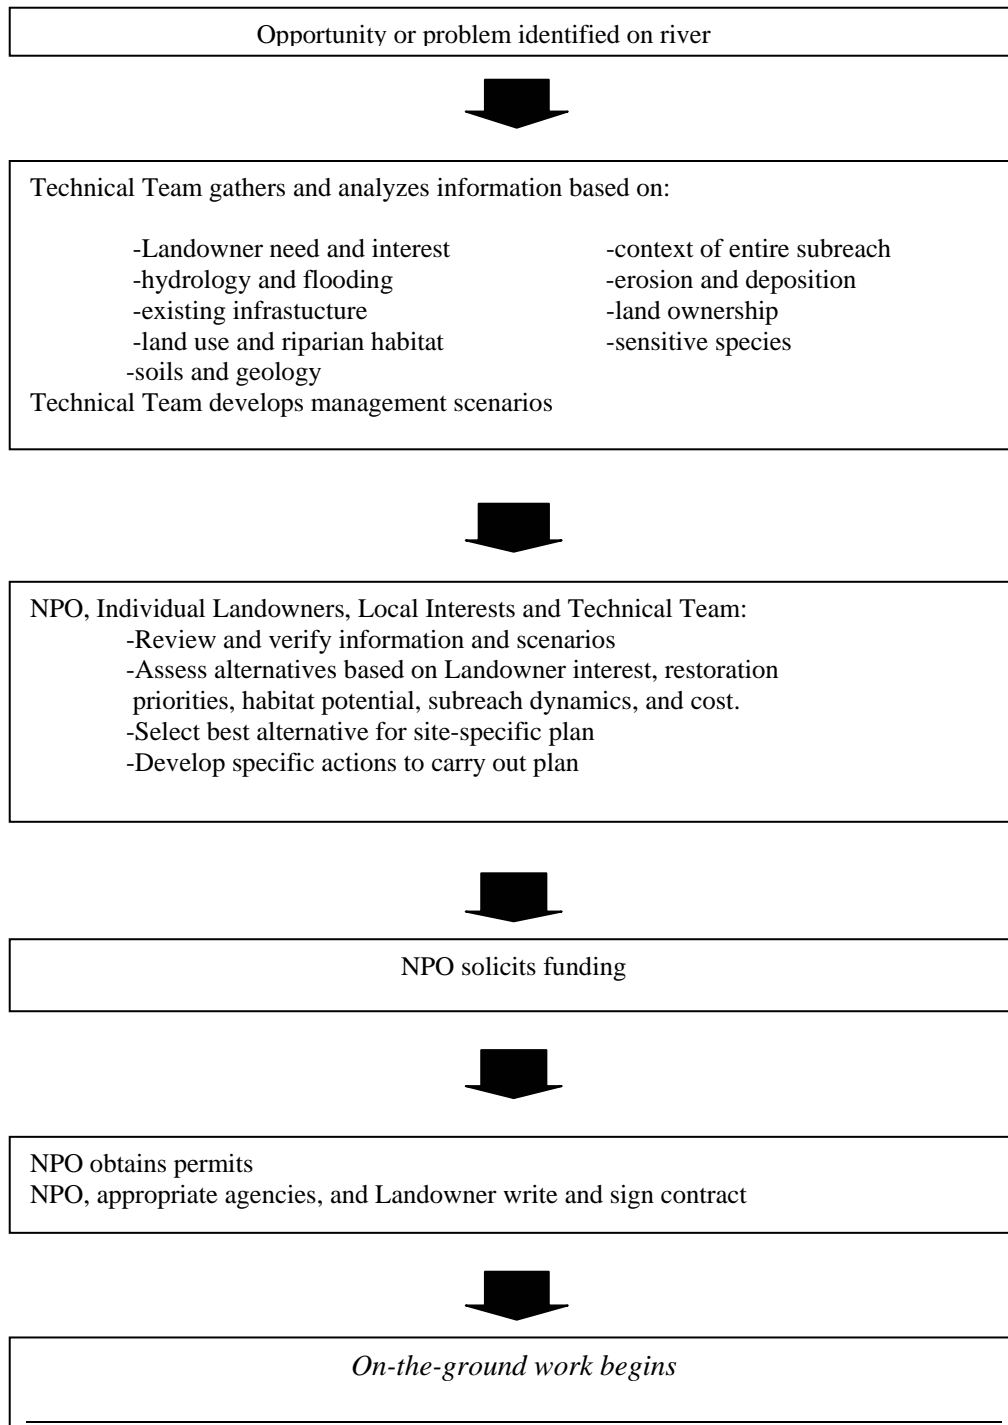 Opportunity or problem identified on river
Technical Team gathers and analyzes information based on:
-Landowner need and interest -context of entire subreach
-hydrology and flooding -erosion and deposition
-existing infrastucture -land ownership
-land use and riparian habitat -sensitive species
-soils and geology
Technical Team develops management scenarios
NPO, Individual Landowners, Local Interests and Technical Team:
-Review and verify information and scenarios
-Assess alternatives based on Landowner interest, restoration
priorities, habitat potential, subreach dynamics, and cost.
-Select best alternative for site-specific plan
-Develop specific actions to carry out plan
NPO solicits funding
NPO obtains permits
NPO, appropriate agencies, and Landowner write and sign contract
On-the-ground work begins